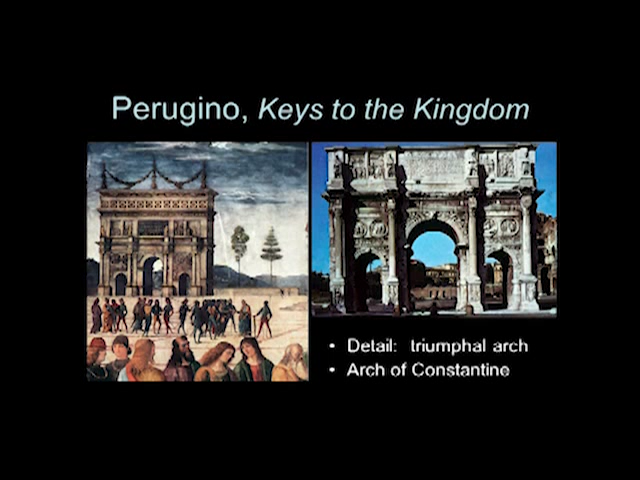 Perugino, Keys to the Kingdom
• Detail: triumphal arch
• Arch of Constantine